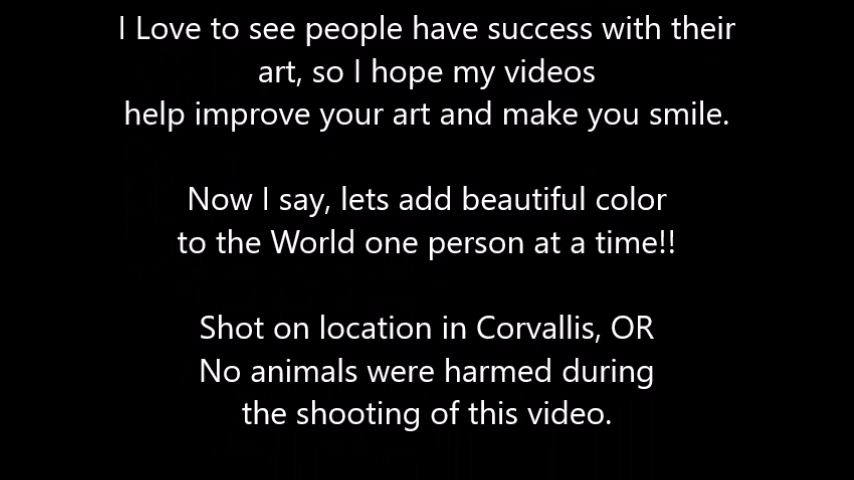 I Love to see people have success with their
art, so I hope my videos
help improve your art and make you smile.
Now I say, lets add beautiful color
to the World one person at a time!!
Shot on location in Corvallis, OR
No animals were harmed during
the shooting of this video.